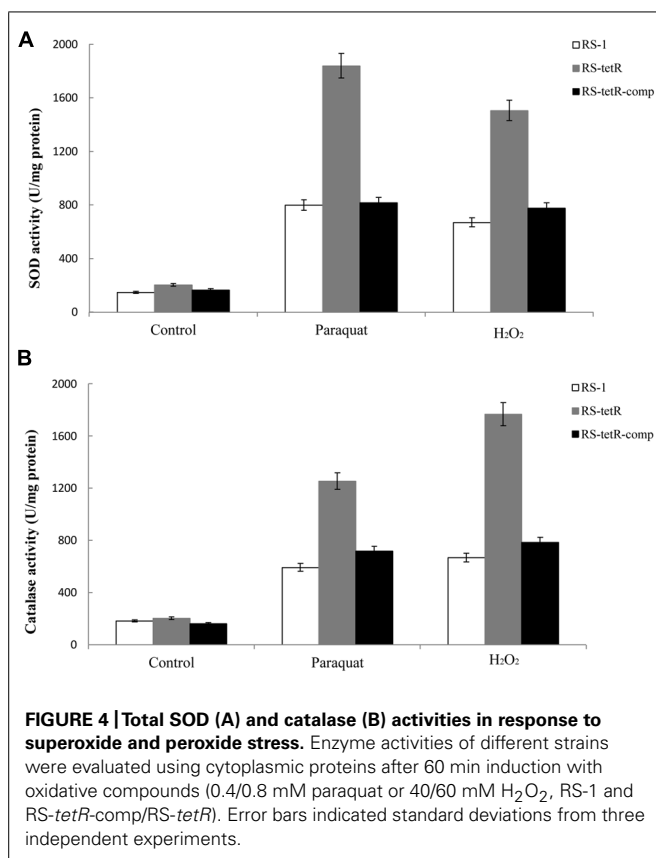 A
2000
1600
1200
800
400
0
SOD activity (U/mg protein)
RS-1
RS-tetR
RS-tetR-comp
Control
Paraquat
H₂O₂
B
2000
1600
1200
800
400
0
Catalase activity (U/mg protein)
RS-1
RS-tetR
RS-tetR-comp
Control
Paraquat
H₂O₂
FIGURE 4 | Total SOD (A) and catalase (B) activities in response to
superoxide and peroxide stress. Enzyme activities of different strains
were evaluated using cytoplasmic proteins after 60 min induction with
oxidative compounds (0.4/0.8 mM paraquat or 40/60 mM H₂O₂, RS-1 and
RS-tetR-comp/RS-tetR). Error bars indicated standard deviations from three
independent experiments.